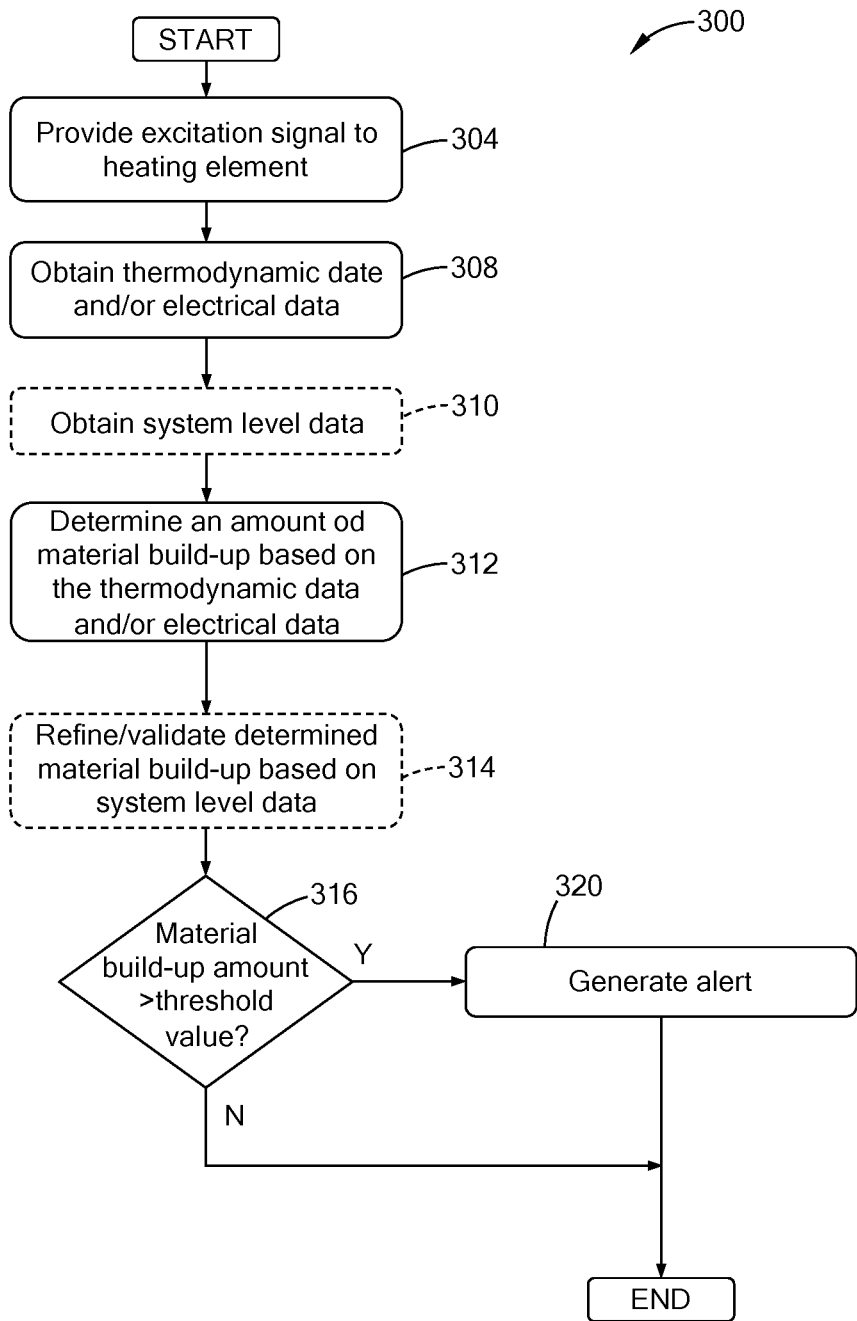 START
300
Provide excitation signal to
heating element
304
Obtain thermodynamic date
and/or electrical data
308
Obtain system level data
310
Determine an amount od
material build-up based on
the thermodynamic data
and/or electrical data
312
Refine/validate determined
material build-up based on
system level data
314
316
Material
build-up amount
>threshold
value?
Y
N
320
Generate alert
END